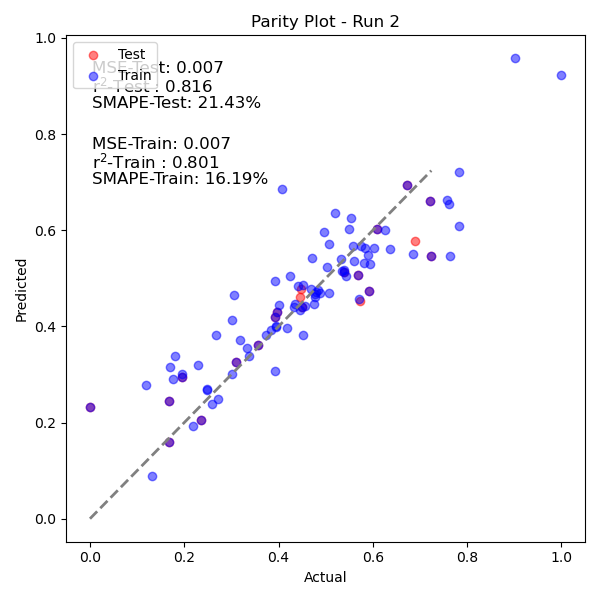 Parity Plot - Run 2
Test
Train
MSE-Test: 0.007
r²-Test : 0.816
SMAPE-Test: 21.43%
MSE-Train: 0.007
r²-Train : 0.801
SMAPE-Train: 16.19%
1.0
0.8
0.6
0.4
0.2
0.0
Predicted
0.0 0.2 0.4 0.6 0.8 1.0
Actual